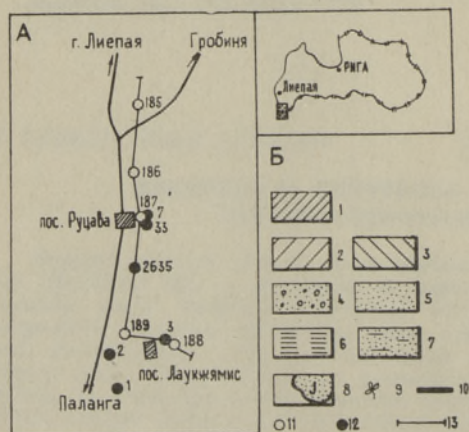 А
г. Лиепая
Гробиня
185
186
187
7
33
пос. Руцава
2635
189
3
188
2
пос. Лаукжямис
1
Паланга
РИГА
Лиепая
Б
1
2
3
4
5
6
7
J
8
9
10
11
12
13